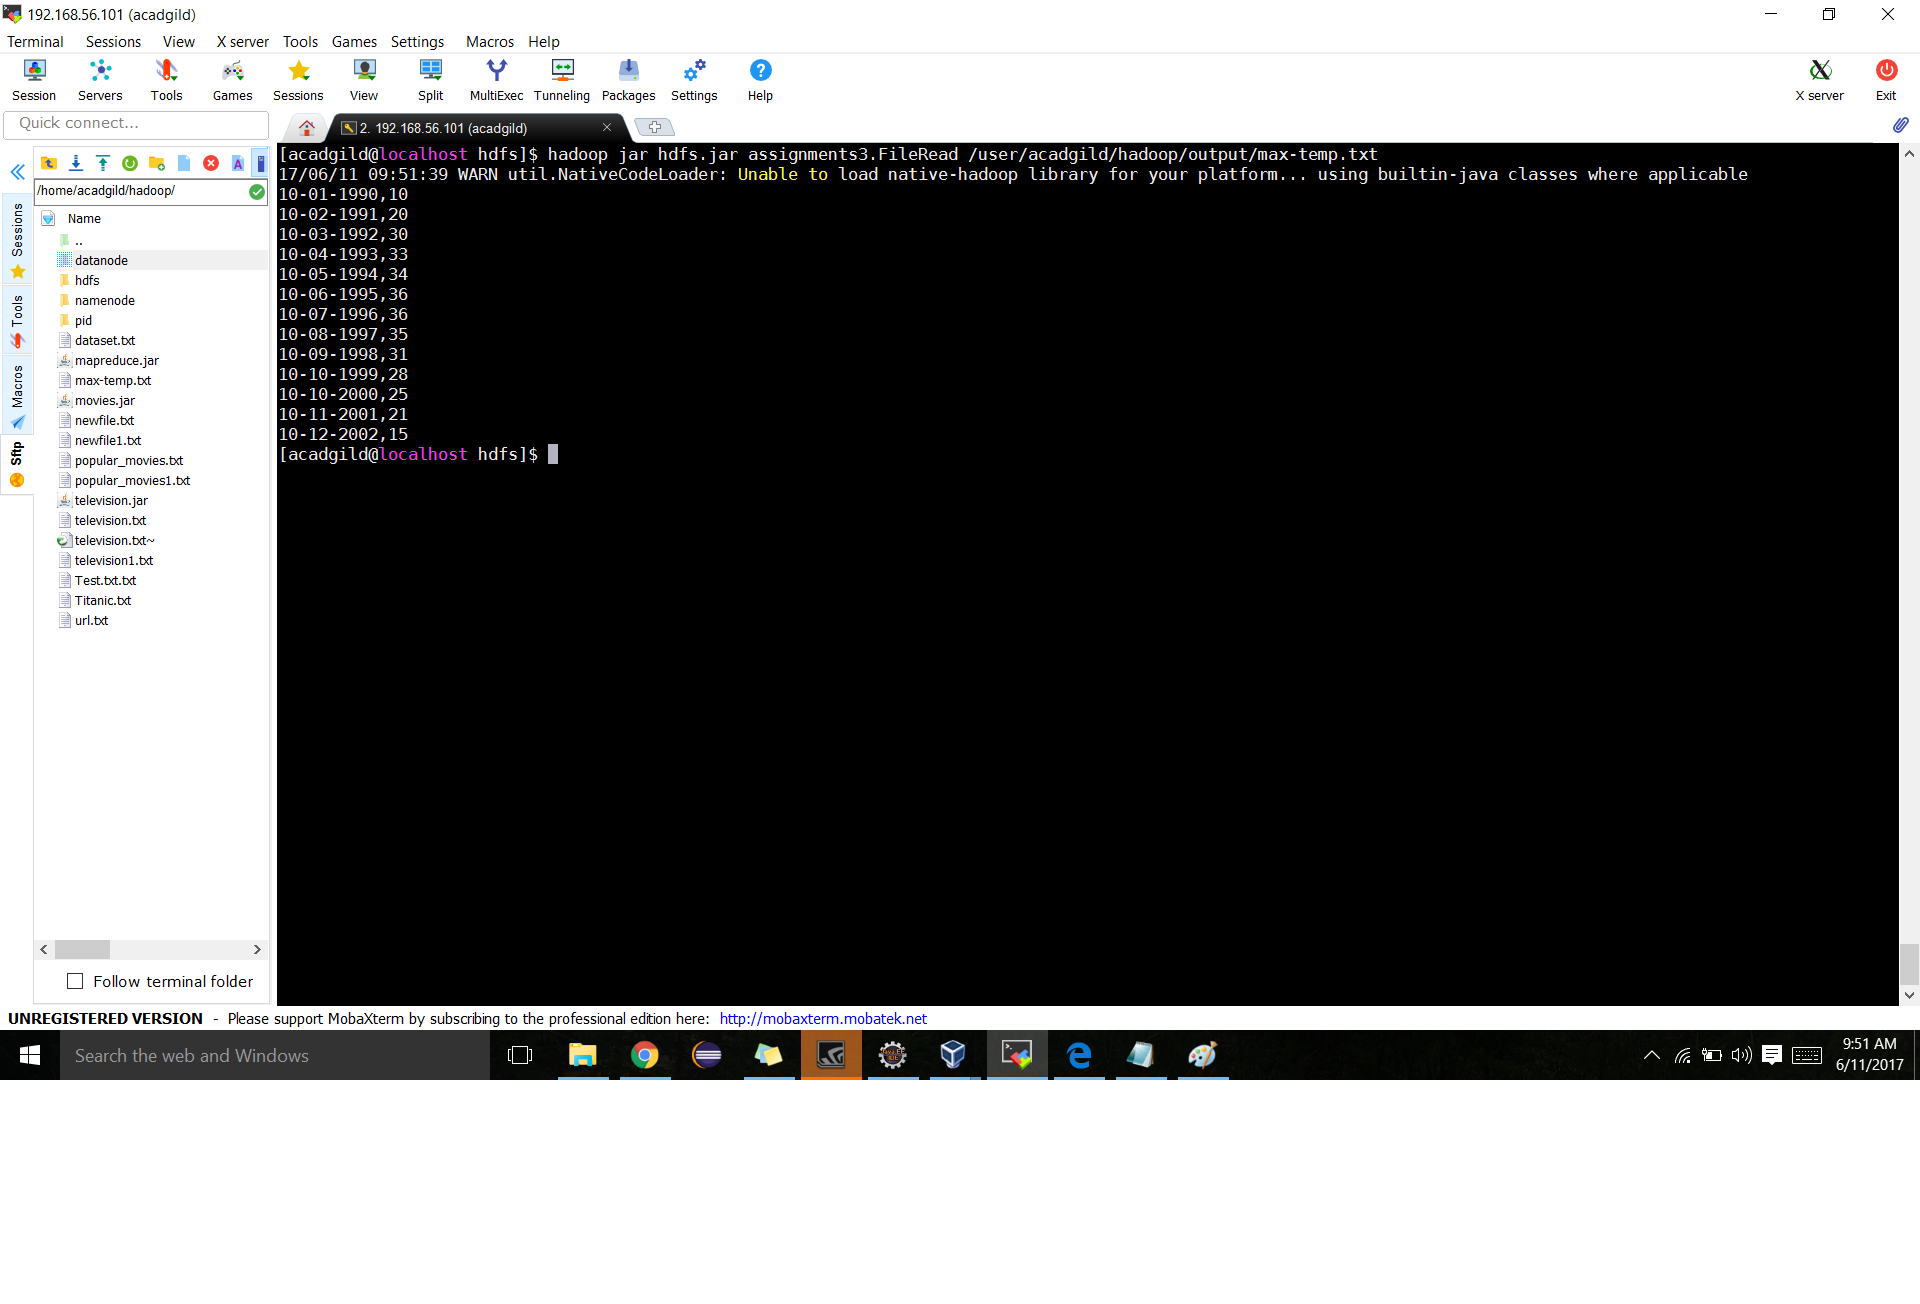 192.168.56.101 (acadgild)
Terminal Sessions View X server Tools Games Settings Macros Help
Session Servers Tools Games Sessions View Split MultiExec Tunneling Packages Settings Help X server Exit
Quick connect...
2. 192.168.56.101 (acadgild)
/home/acadgild/hadoop/
Name
..
datanode
hdfs
namenode
pid
dataset.txt
mapreduce.jar
max-temp.txt
movies.jar
newfile.txt
newfile1.txt
popular_movies.txt
popular_movies1.txt
television.jar
television.txt
television.txt~
television1.txt
Test.txt.txt
Titanic.txt
url.txt
Follow terminal folder
Sessions
Tools
Macros
Sftp
[acadgild@localhost hdfs]$ hadoop jar hdfs.jar assignments3.FileRead /user/acadgild/hadoop/output/max-temp.txt
17/06/11 09:51:39 WARN util.NativeCodeLoader: Unable to load native-hadoop library for your platform... using builtin-java classes where applicable
10-01-1990,10
10-02-1991,20
10-03-1992,30
10-04-1993,33
10-05-1994,34
10-06-1995,36
10-07-1996,36
10-08-1997,35
10-09-1998,31
10-10-1999,28
10-10-2000,25
10-11-2001,21
10-12-2002,15
[acadgild@localhost hdfs]$
UNREGISTERED VERSION - Please support MobaXterm by subscribing to the professional edition here: http://mobaxterm.mobatek.net
Search the web and Windows
9:51 AM
6/11/2017